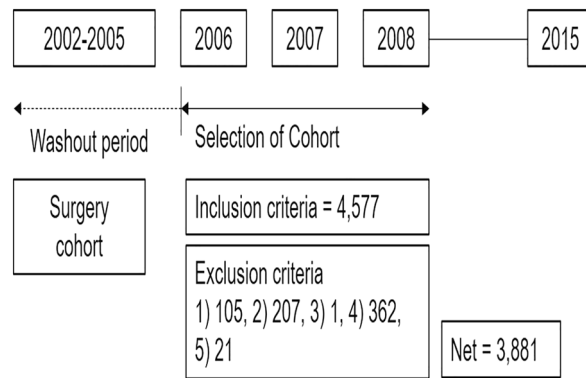 2002-2005
2006
2007
2008
2015
Washout period
Selection of Cohort
Surgery
cohort
Inclusion criteria = 4,577
Exclusion criteria
1) 105, 2) 207, 3) 1, 4) 362,
5) 21
Net = 3,881